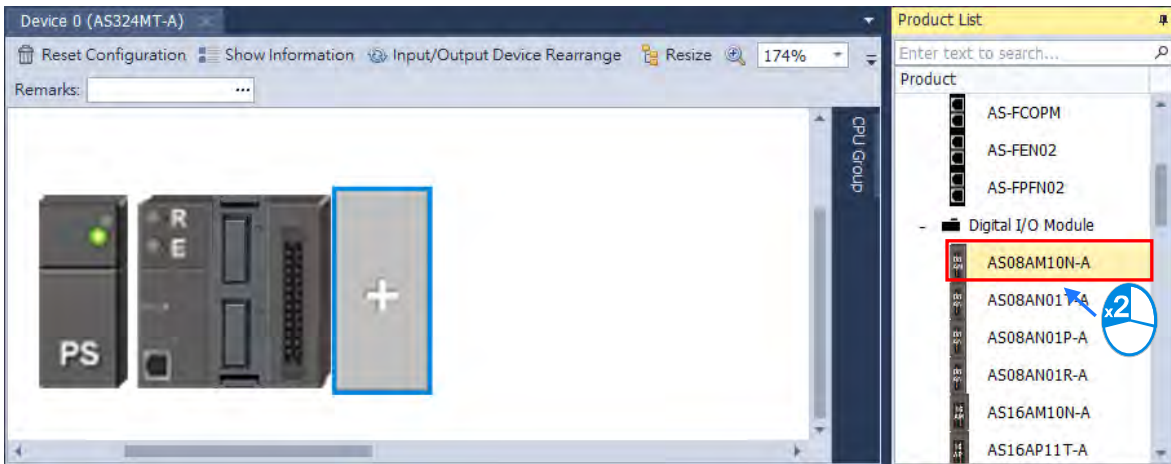 Device 0 (AS324MT-A)
Reset Configuration Show Information Input/Output Device Rearrange Resize 174%
Remarks: ...
CPU Group
R
E
PS
+
Product List
Enter text to search...
Product
AS-FCOPM
AS-FEN02
AS-FPFN02
- Digital I/O Module
AS08AM10N-A
AS08AN01T-A
x2
AS08AN01P-A
AS08AN01R-A
AS16AM10N-A
AS16AP11T-A